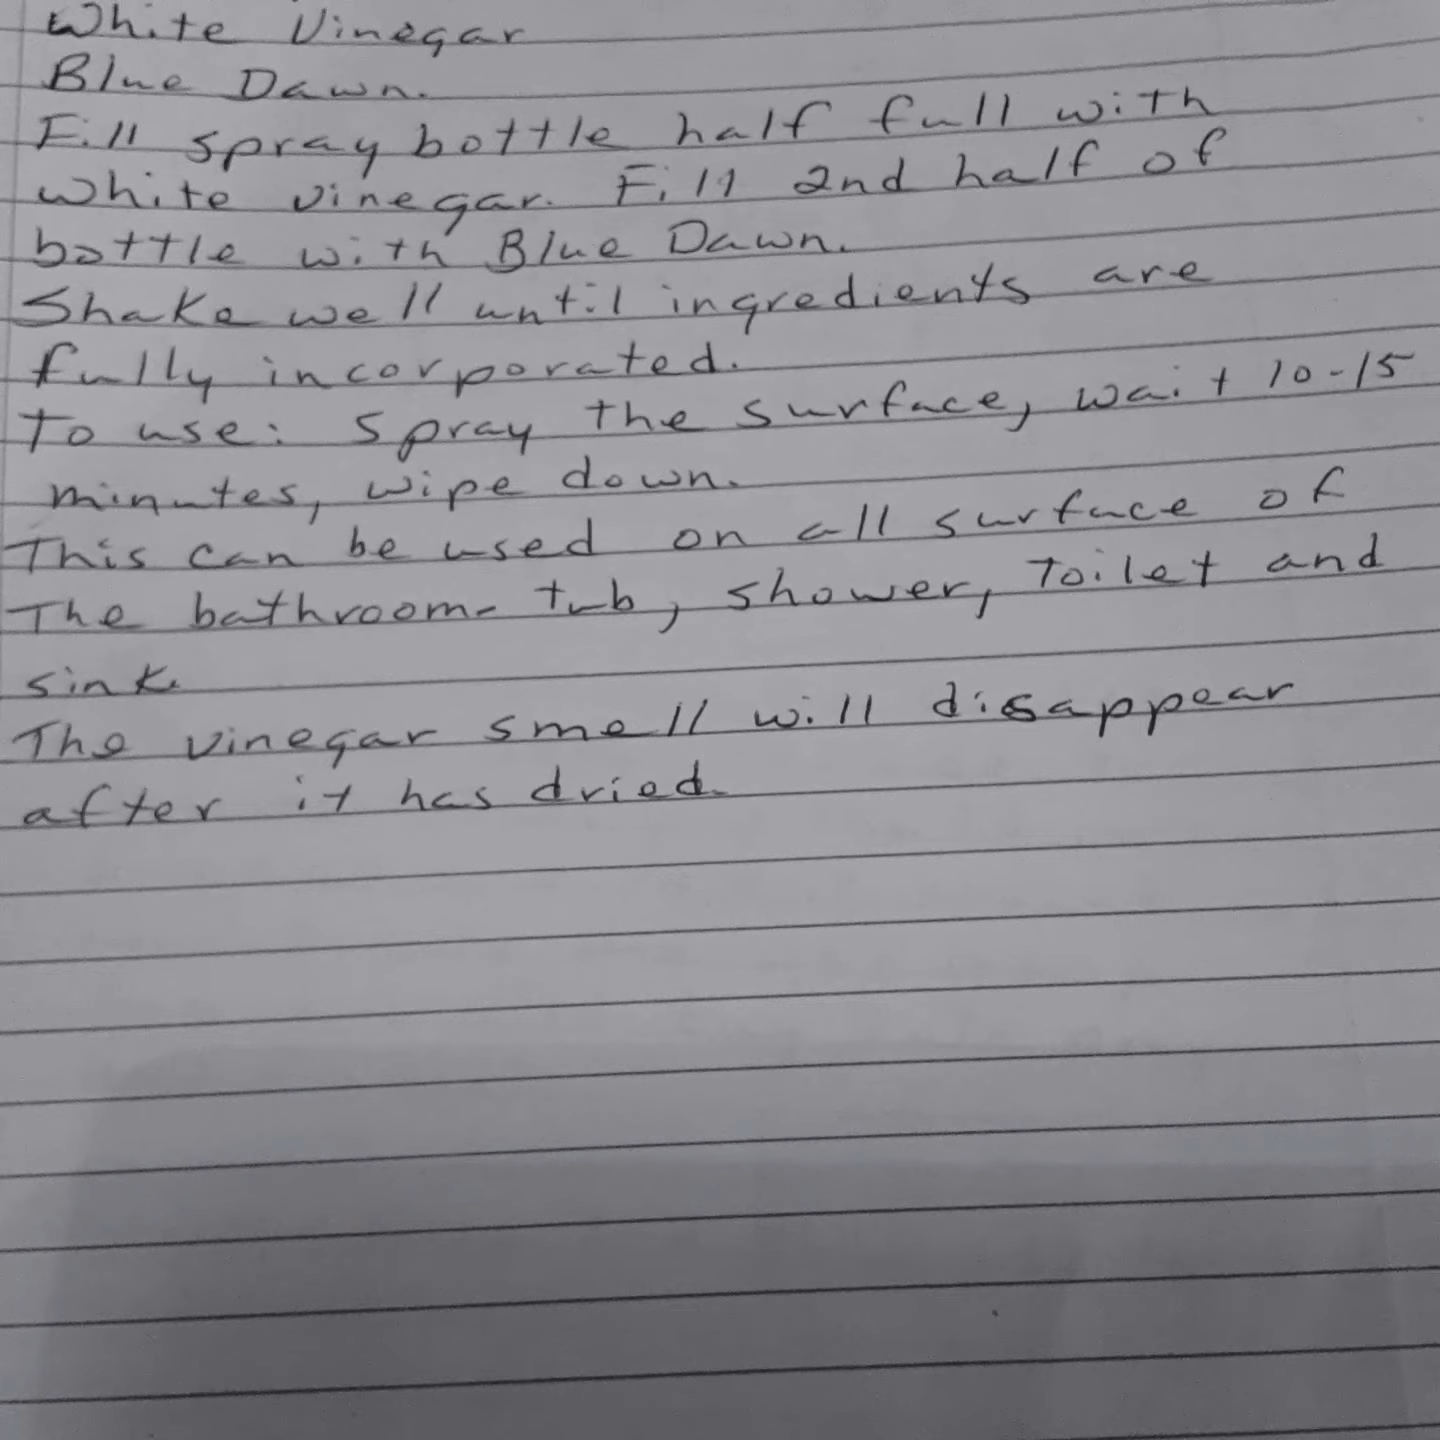 White Vinegar
Blue Dawn.
Fill spray bottle half full with
white vinegar. Fill 2nd half of
bottle with Blue Dawn.
Shake well until ingredients are
fully incorporated.
To use: Spray the surface, wait 10-15
minutes, wipe down.
This can be used on all surface of
The bathroom- tub, shower, Toilet and
sink.
The vinegar smell will disappear
after it has dried.